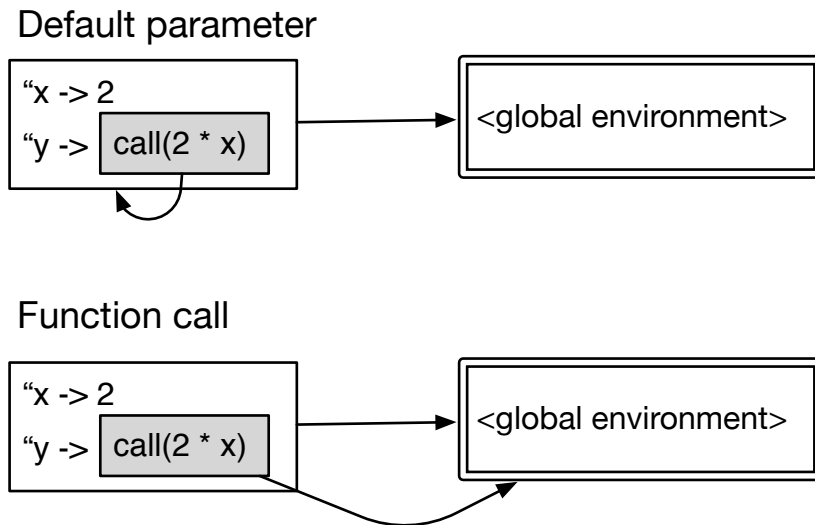 Default parameter
“x -> 2
“y -> call(2 * x)
<global environment>
Function call
“x -> 2
“y -> call(2 * x)
<global environment>